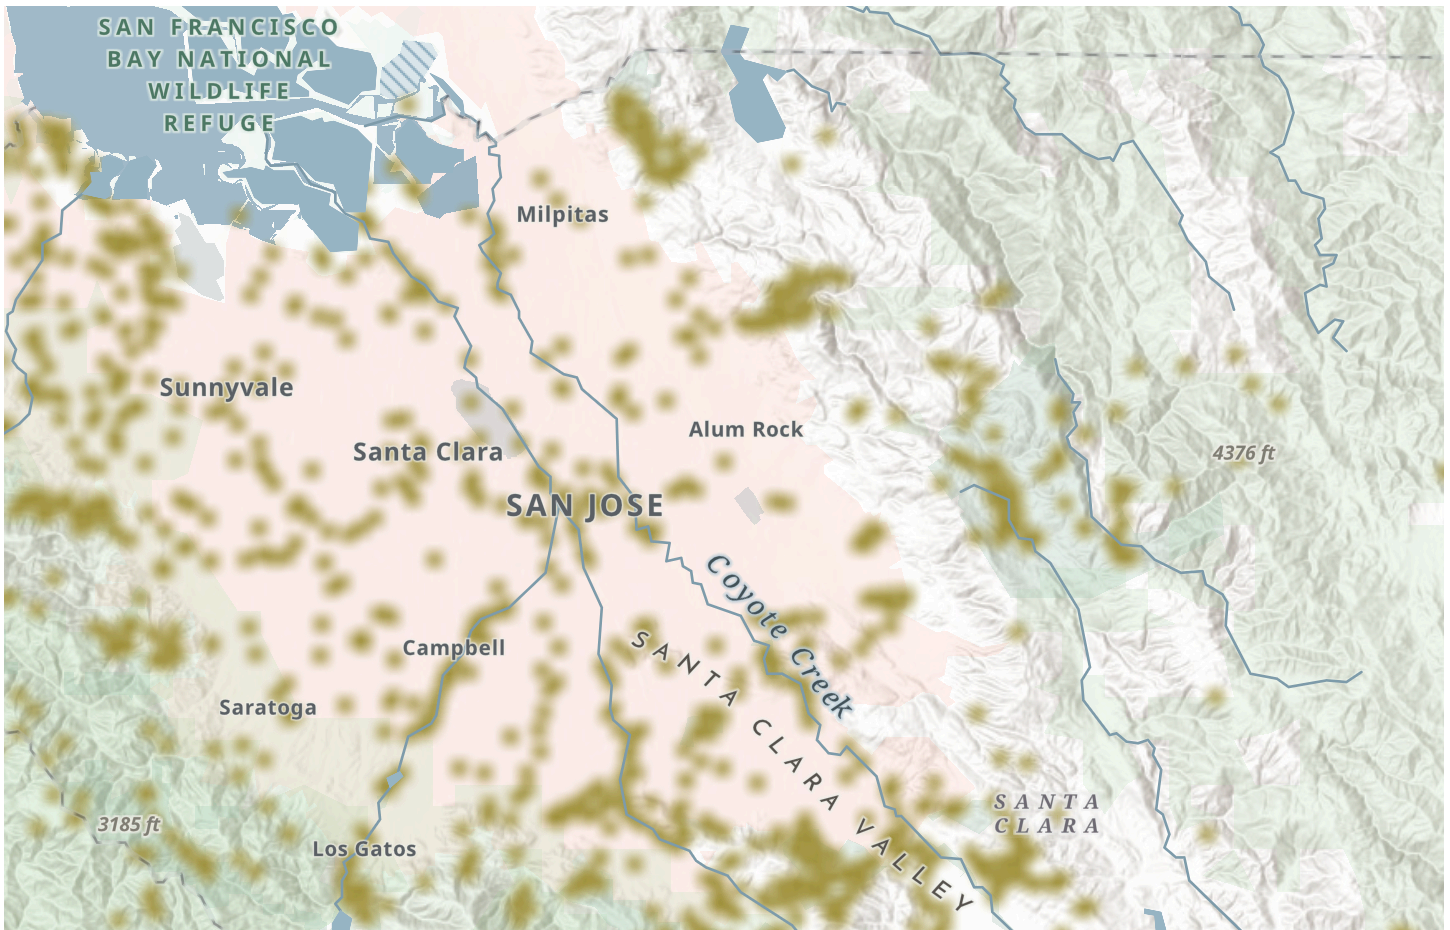 SAN FRANCISCO
BAY NATIONAL
WILDLIFE
REFUGE
Milpitas
Sunnyvale
Alum Rock
Santa Clara
4376 ft
SAN JOSE
Coyote Creek
Campbell
SANTA CLARA VALLEY
Saratoga
SANTA
CLARA
3185 ft
Los Gatos